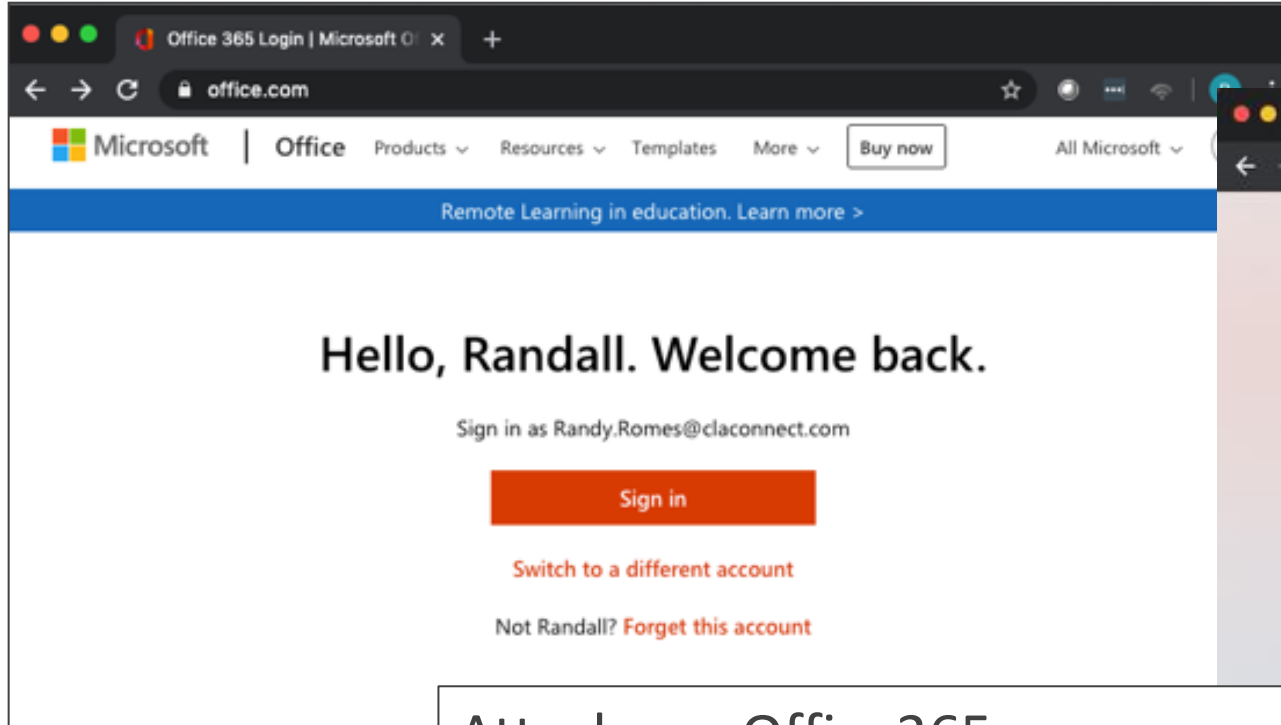 Office 365 Login | Microsoft O
office.com
Microsoft | Office Products Resources Templates More Buy now All Microsoft
Remote Learning in education. Learn more >
Hello, Randall. Welcome back.
Sign in as Randy.Romes@claconnect.com
Sign in
Switch to a different account
Not Randall? Forget this account
Office365